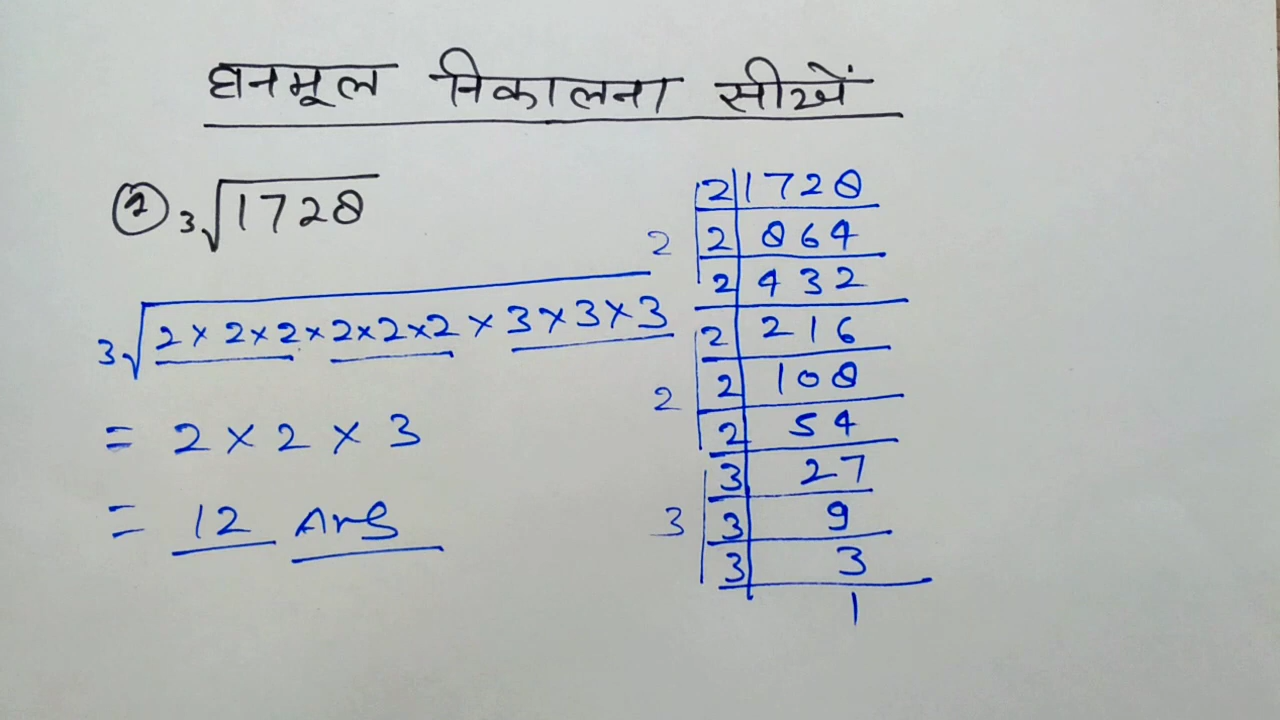 घनमूल निकालना सीखें
② ∛1728
∛2×2×2×2×2×2×3×3×3
= 2×2×3
= 12 Ans
2 | 1728
2 2 | 864
2 | 432
2 | 216
2 2 | 108
2 | 54
3 | 27
3 3 | 9
3 | 3
1